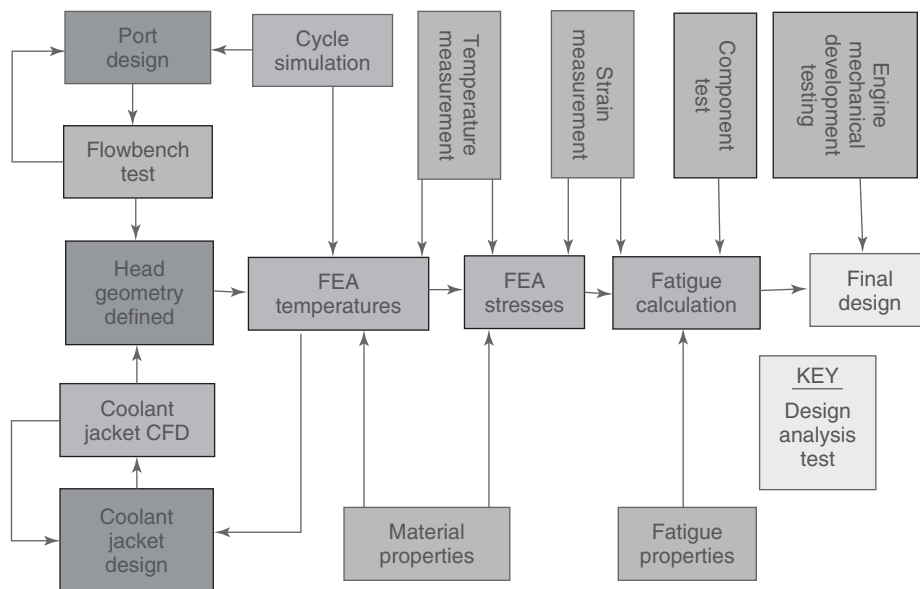 Port
design
Cycle
simulation
Temperature
measurement
Strain
measurement
Component
test
Engine
mechanical
development
testing
Flowbench
test
Head
geometry
defined
FEA
temperatures
FEA
stresses
Fatigue
calculation
Final
design
Coolant
jacket CFD
KEY
Design
analysis
test
Coolant
jacket
design
Material
properties
Fatigue
properties